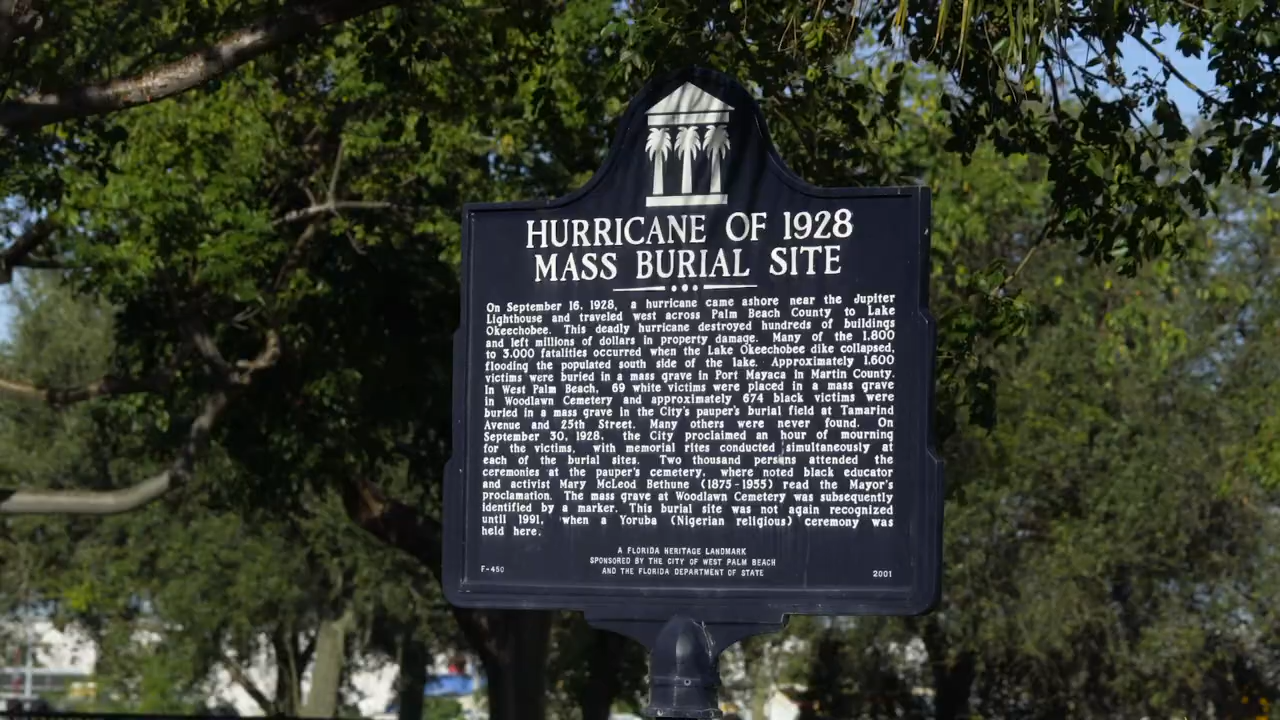 HURRICANE OF 1928
MASS BURIAL SITE
On September 16, 1928, a hurricane came ashore near the Jupiter
Lighthouse and traveled west across Palm Beach County to Lake
Okeechobee. This deadly hurricane destroyed hundreds of buildings
and left millions of dollars in property damage. Many of the 1,800
to 3,000 fatalities occurred when the Lake Okeechobee dike collapsed,
flooding the populated south side of the lake. Approximately 1,600
victims were buried in a mass grave in Port Mayaca in Martin County.
In West Palm Beach, 69 white victims were placed in a mass grave
in Woodlawn Cemetery and approximately 674 black victims were
buried in a mass grave in the City's pauper's burial field at Tamarind
Avenue and 25th Street. Many others were never found. On
September 30, 1928, the City proclaimed an hour of mourning
for the victims, with memorial rites conducted simultaneously at
each of the burial sites. Two thousand persons attended the
ceremonies at the pauper's cemetery, where noted black educator
and activist Mary McLeod Bethune (1875-1955) read the Mayor's
proclamation. The mass grave at Woodlawn Cemetery was subsequently
identified by a marker. This burial site was not again recognized
until 1991, when a Yoruba (Nigerian religious) ceremony was
held here.
A FLORIDA HERITAGE LANDMARK
SPONSORED BY THE CITY OF WEST PALM BEACH
AND THE FLORIDA DEPARTMENT OF STATE
F-450
2001